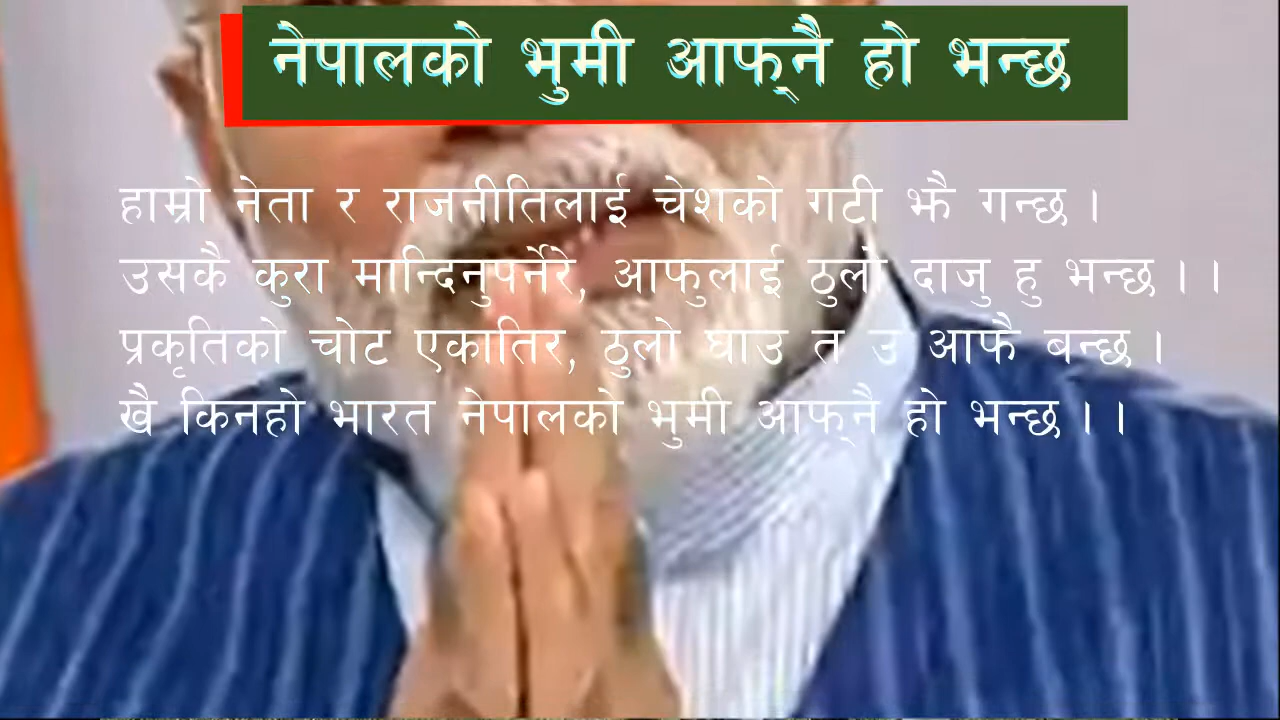 नेपालको भुमी आफ्‌नै हो भन्छ
हाम्रो नेता र राजनीतिलाई चेशको गटी झै गन्छ ।
उसकै कुरा मान्दिनुपर्नेरे, आफुलाई ठुलो दाजु हु भन्छ । ।
प्रकृतिको चोट एकातिर, ठुलो घाउ त उ आफै बन्छ ।
खै किनहो भारत नेपालको भुमी आफ्‌नै हो भन्छ । ।